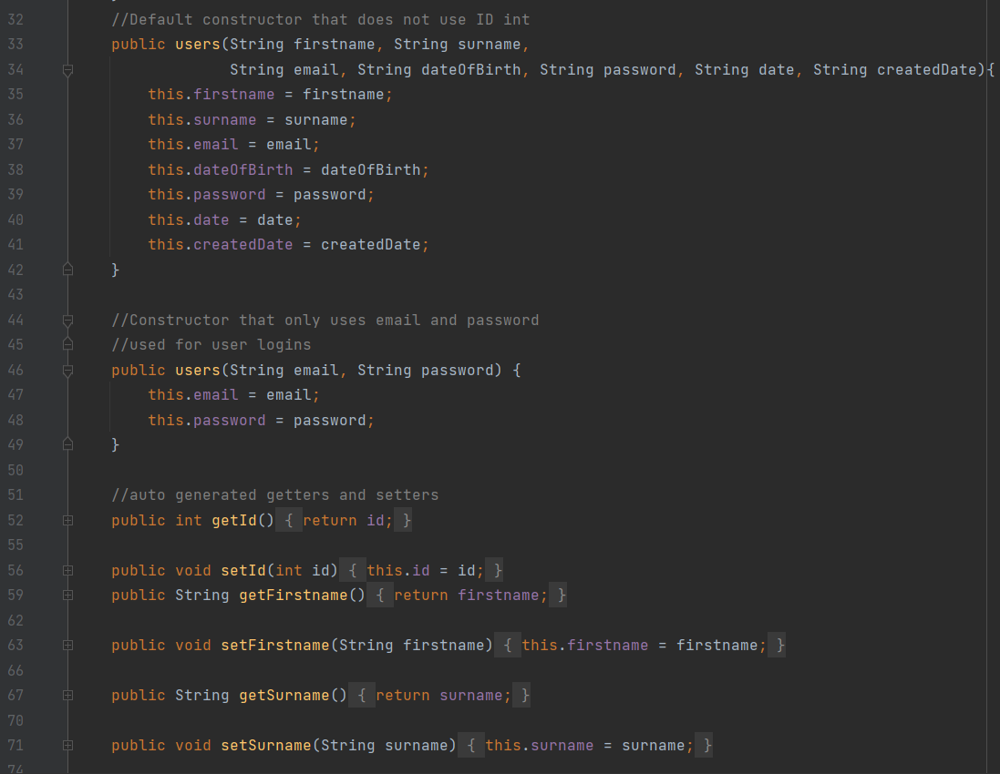 32 //Default constructor that does not use ID int
33 public users(String firstname, String surname,
34 String email, String dateOfBirth, String password, String date, String createdDate){
35 this.firstname = firstname;
36 this.surname = surname;
37 this.email = email;
38 this.dateOfBirth = dateOfBirth;
39 this.password = password;
40 this.date = date;
41 this.createdDate = createdDate;
42 }
43
44 //Constructor that only uses email and password
45 //used for user logins
46 public users(String email, String password) {
47 this.email = email;
48 this.password = password;
49 }
50
51 //auto generated getters and setters
52 public int getId() { return id; }
55
56 public void setId(int id) { this.id = id; }
59 public String getFirstname() { return firstname; }
62
63 public void setFirstname(String firstname) { this.firstname = firstname; }
66
67 public String getSurname() { return surname; }
70
71 public void setSurname(String surname) { this.surname = surname; }
74